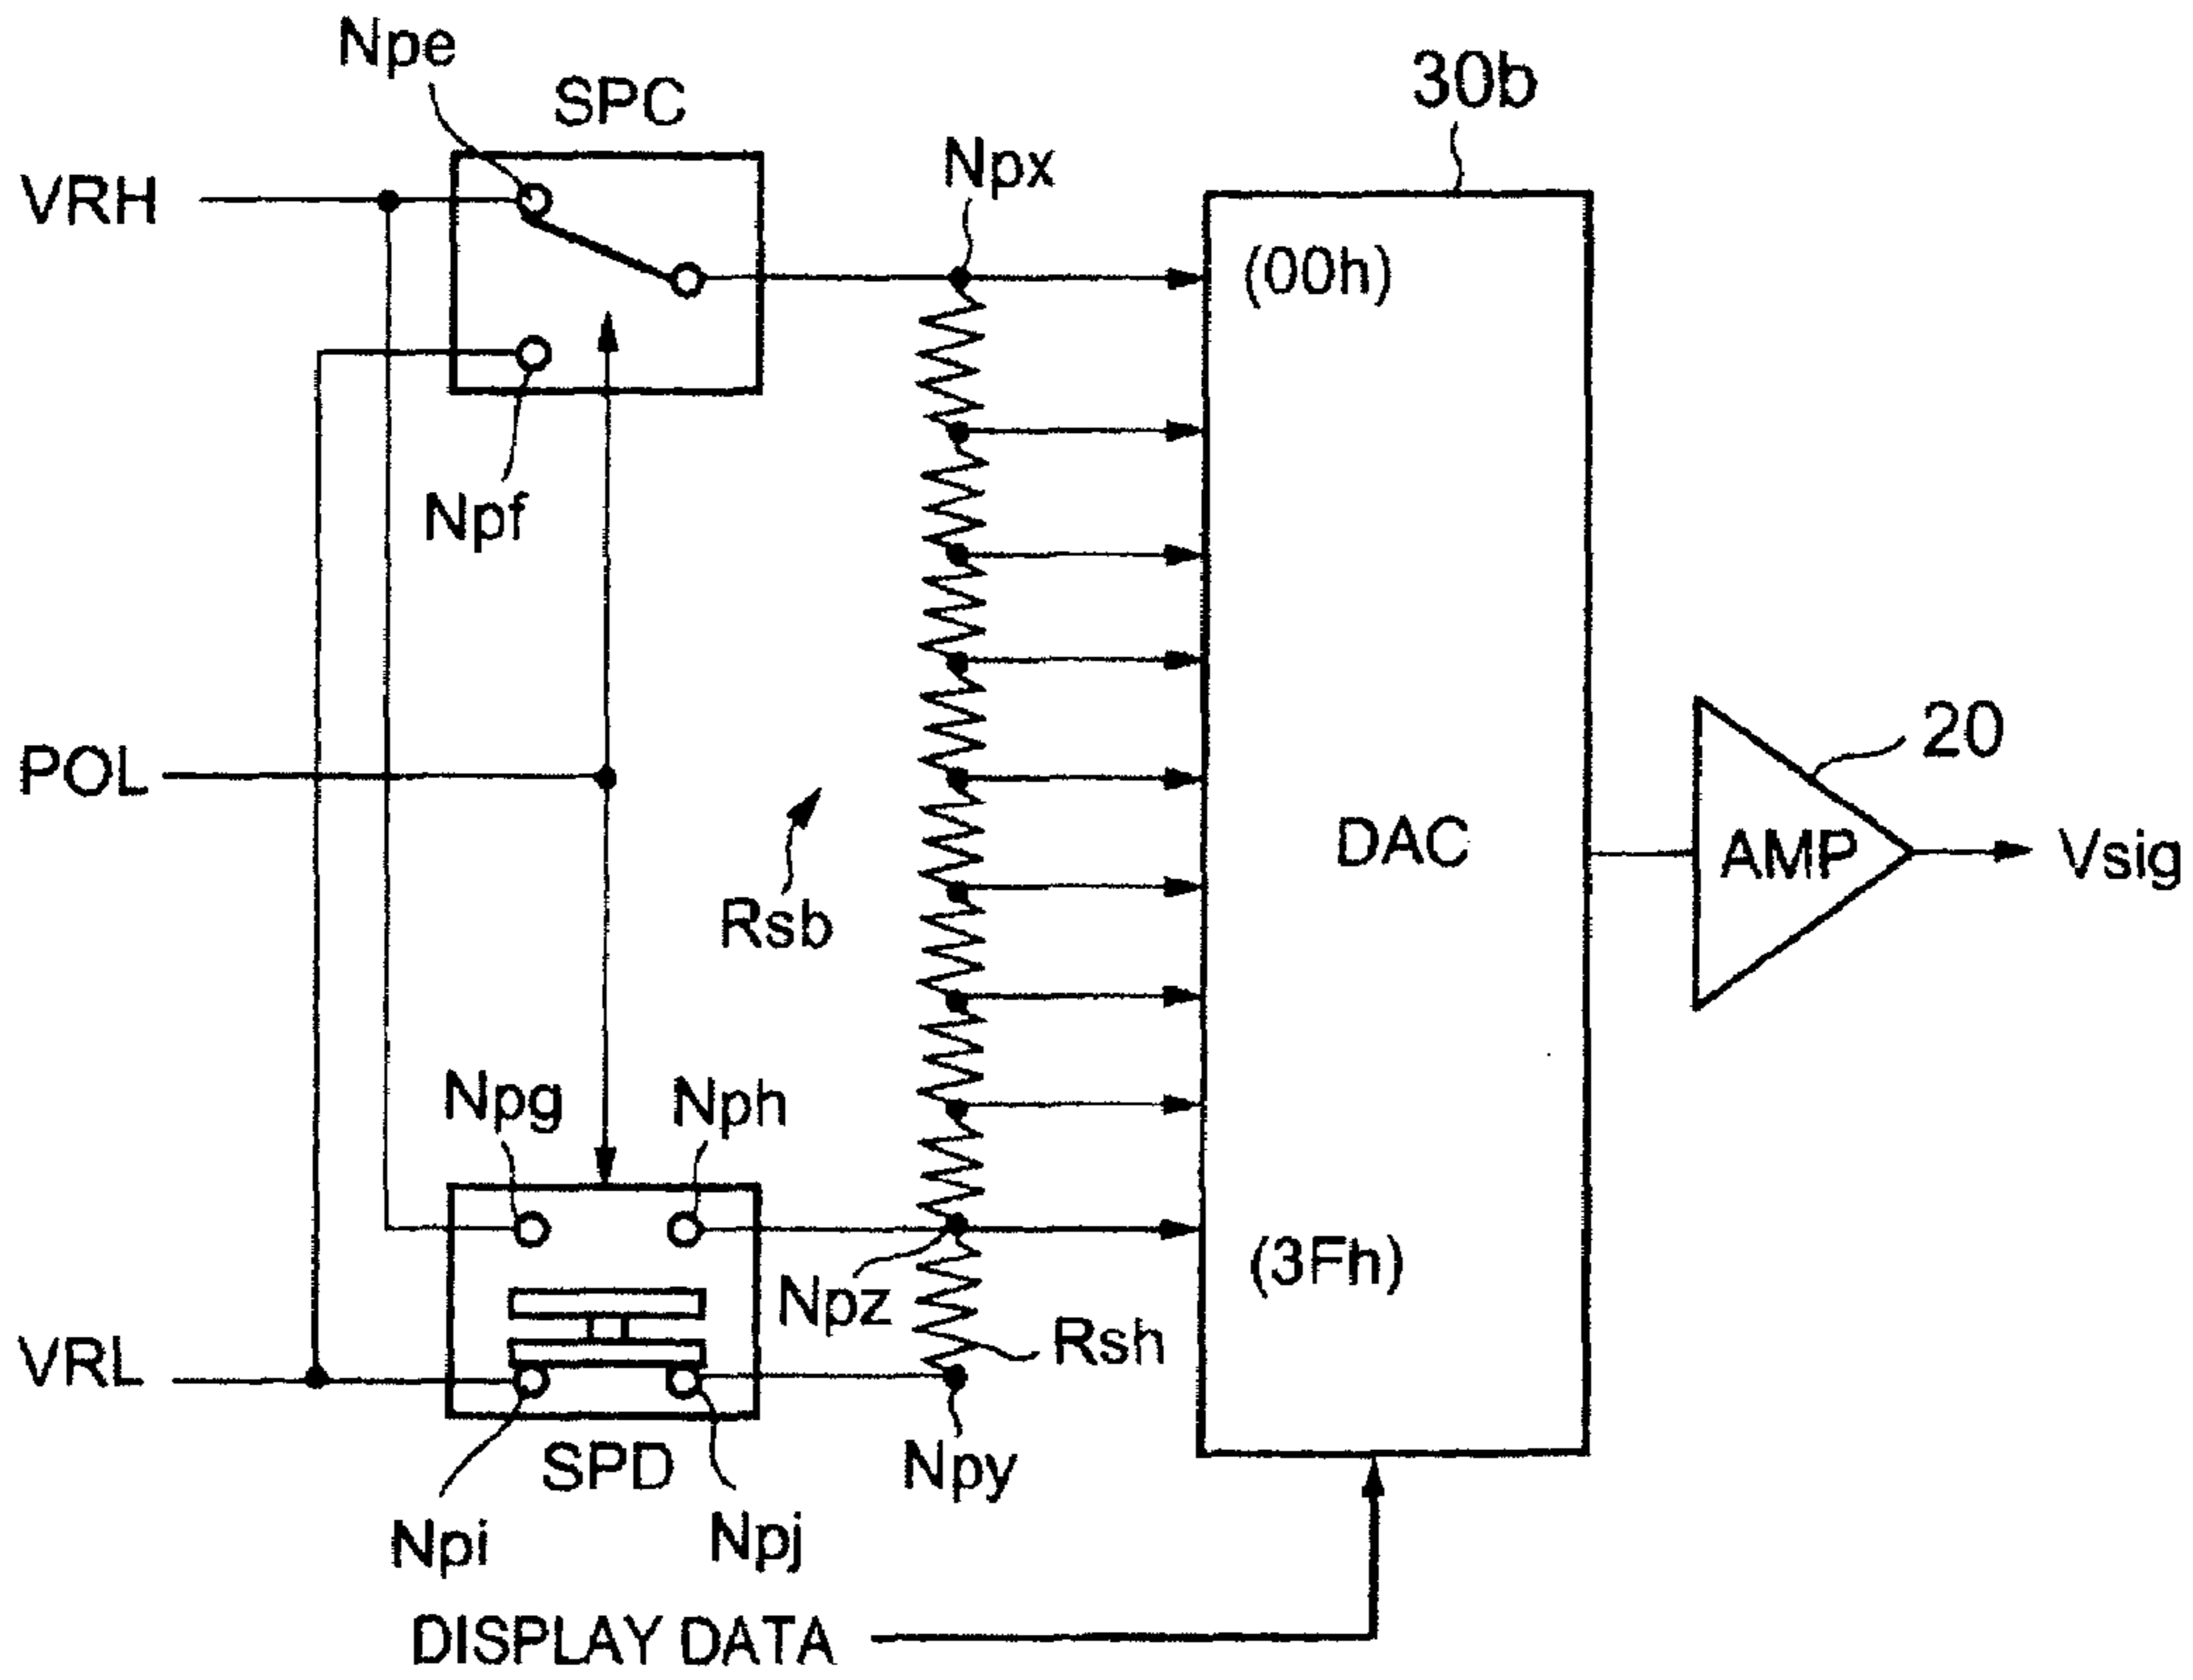 Npe
SPC
30b
VRH
Npx
(00h)
Npf
POL
20
DAC
AMP
Vsig
Rsb
Npg
Nph
(3Fh)
Npz
Rsh
VRL
SPD
Npy
Npi
Npj
DISPLAY DATA